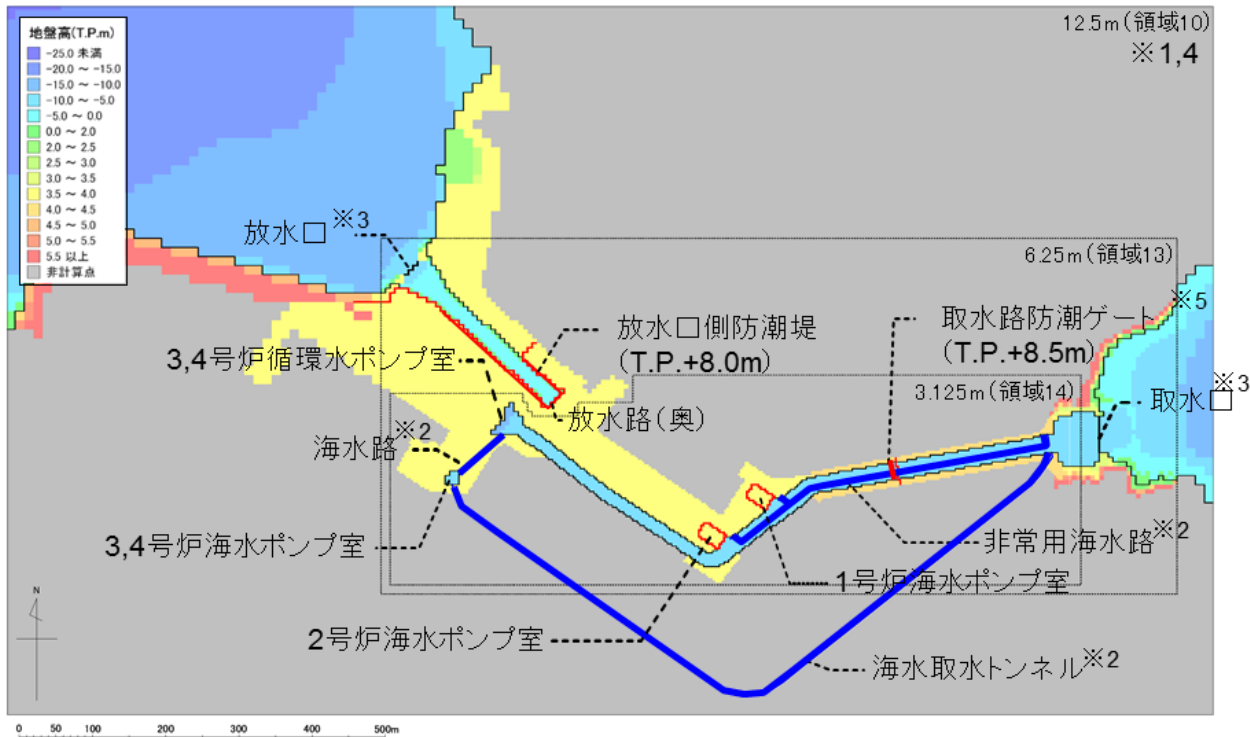 12.5m(領域10)
※1,4
地盤高(T.P.m)
-25.0 未満
-20.0 ~ -15.0
-15.0 ~ -10.0
-10.0 ~ -5.0
-5.0 ~ 0.0
0.0 ~ 2.0
2.0 ~ 2.5
2.5 ~ 3.0
3.0 ~ 3.5
3.5 ~ 4.0
4.0 ~ 4.5
4.5 ~ 5.0
5.0 ~ 5.5
5.5 以上
非計算点
放水口※3
6.25m(領域13)
※5
放水口側防潮堤
(T.P.+8.0m)
取水路防潮ゲート
(T.P.+8.5m)
3,4号炉循環水ポンプ室
3.125m(領域14)
取水口※3
放水路(奥)
海水路※2
3,4号炉海水ポンプ室
非常用海水路※2
1号炉海水ポンプ室
2号炉海水ポンプ室
海水取水トンネル※2
N
0 50 100 200 300 400 500m